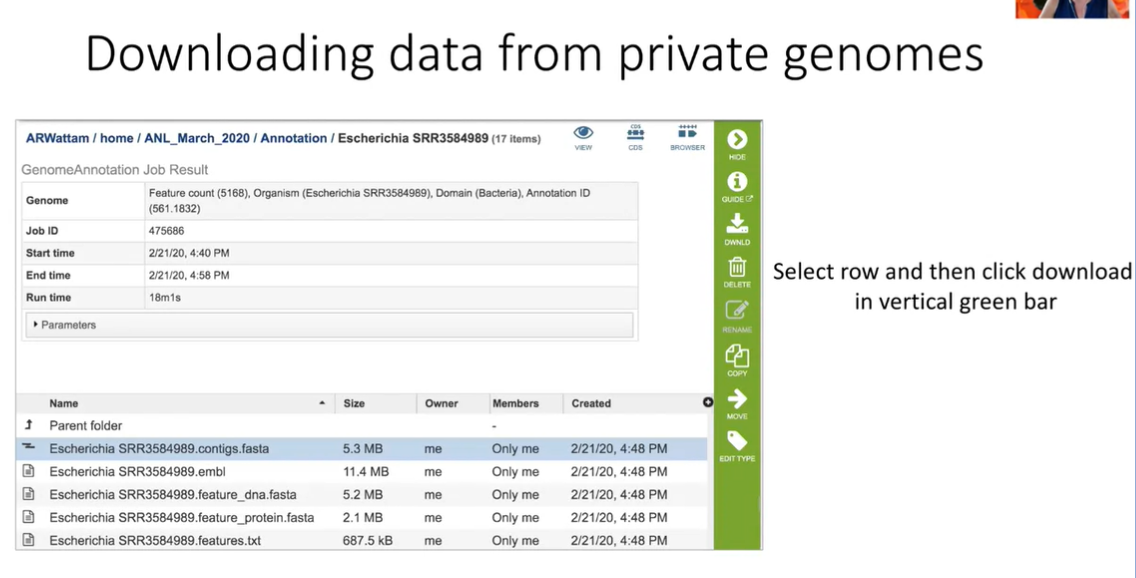 Downloading data from private genomes
ARWattam / home / ANL_March_2020 / Annotation / Escherichia SRR3584989 (17 items)
VIEW
CDS
CDS
BROWSER
HIDE
GenomeAnnotation Job Result
GUIDE
Genome Feature count (5168), Organism (Escherichia SRR3584989), Domain (Bacteria), Annotation ID
(561.1832)
Job ID 475686
DWNLD
Start time 2/21/20, 4:40 PM
End time 2/21/20, 4:58 PM
DELETE
Run time 18m1s
Parameters
RENAME
COPY
MOVE
EDIT TYPE
Select row and then click download
in vertical green bar
Name Size Owner Members Created
Parent folder -
Escherichia SRR3584989.contigs.fasta 5.3 MB me Only me 2/21/20, 4:48 PM
Escherichia SRR3584989.embl 11.4 MB me Only me 2/21/20, 4:48 PM
Escherichia SRR3584989.feature_dna.fasta 5.2 MB me Only me 2/21/20, 4:48 PM
Escherichia SRR3584989.feature_protein.fasta 2.1 MB me Only me 2/21/20, 4:48 PM
Escherichia SRR3584989.features.txt 687.5 kB me Only me 2/21/20, 4:48 PM